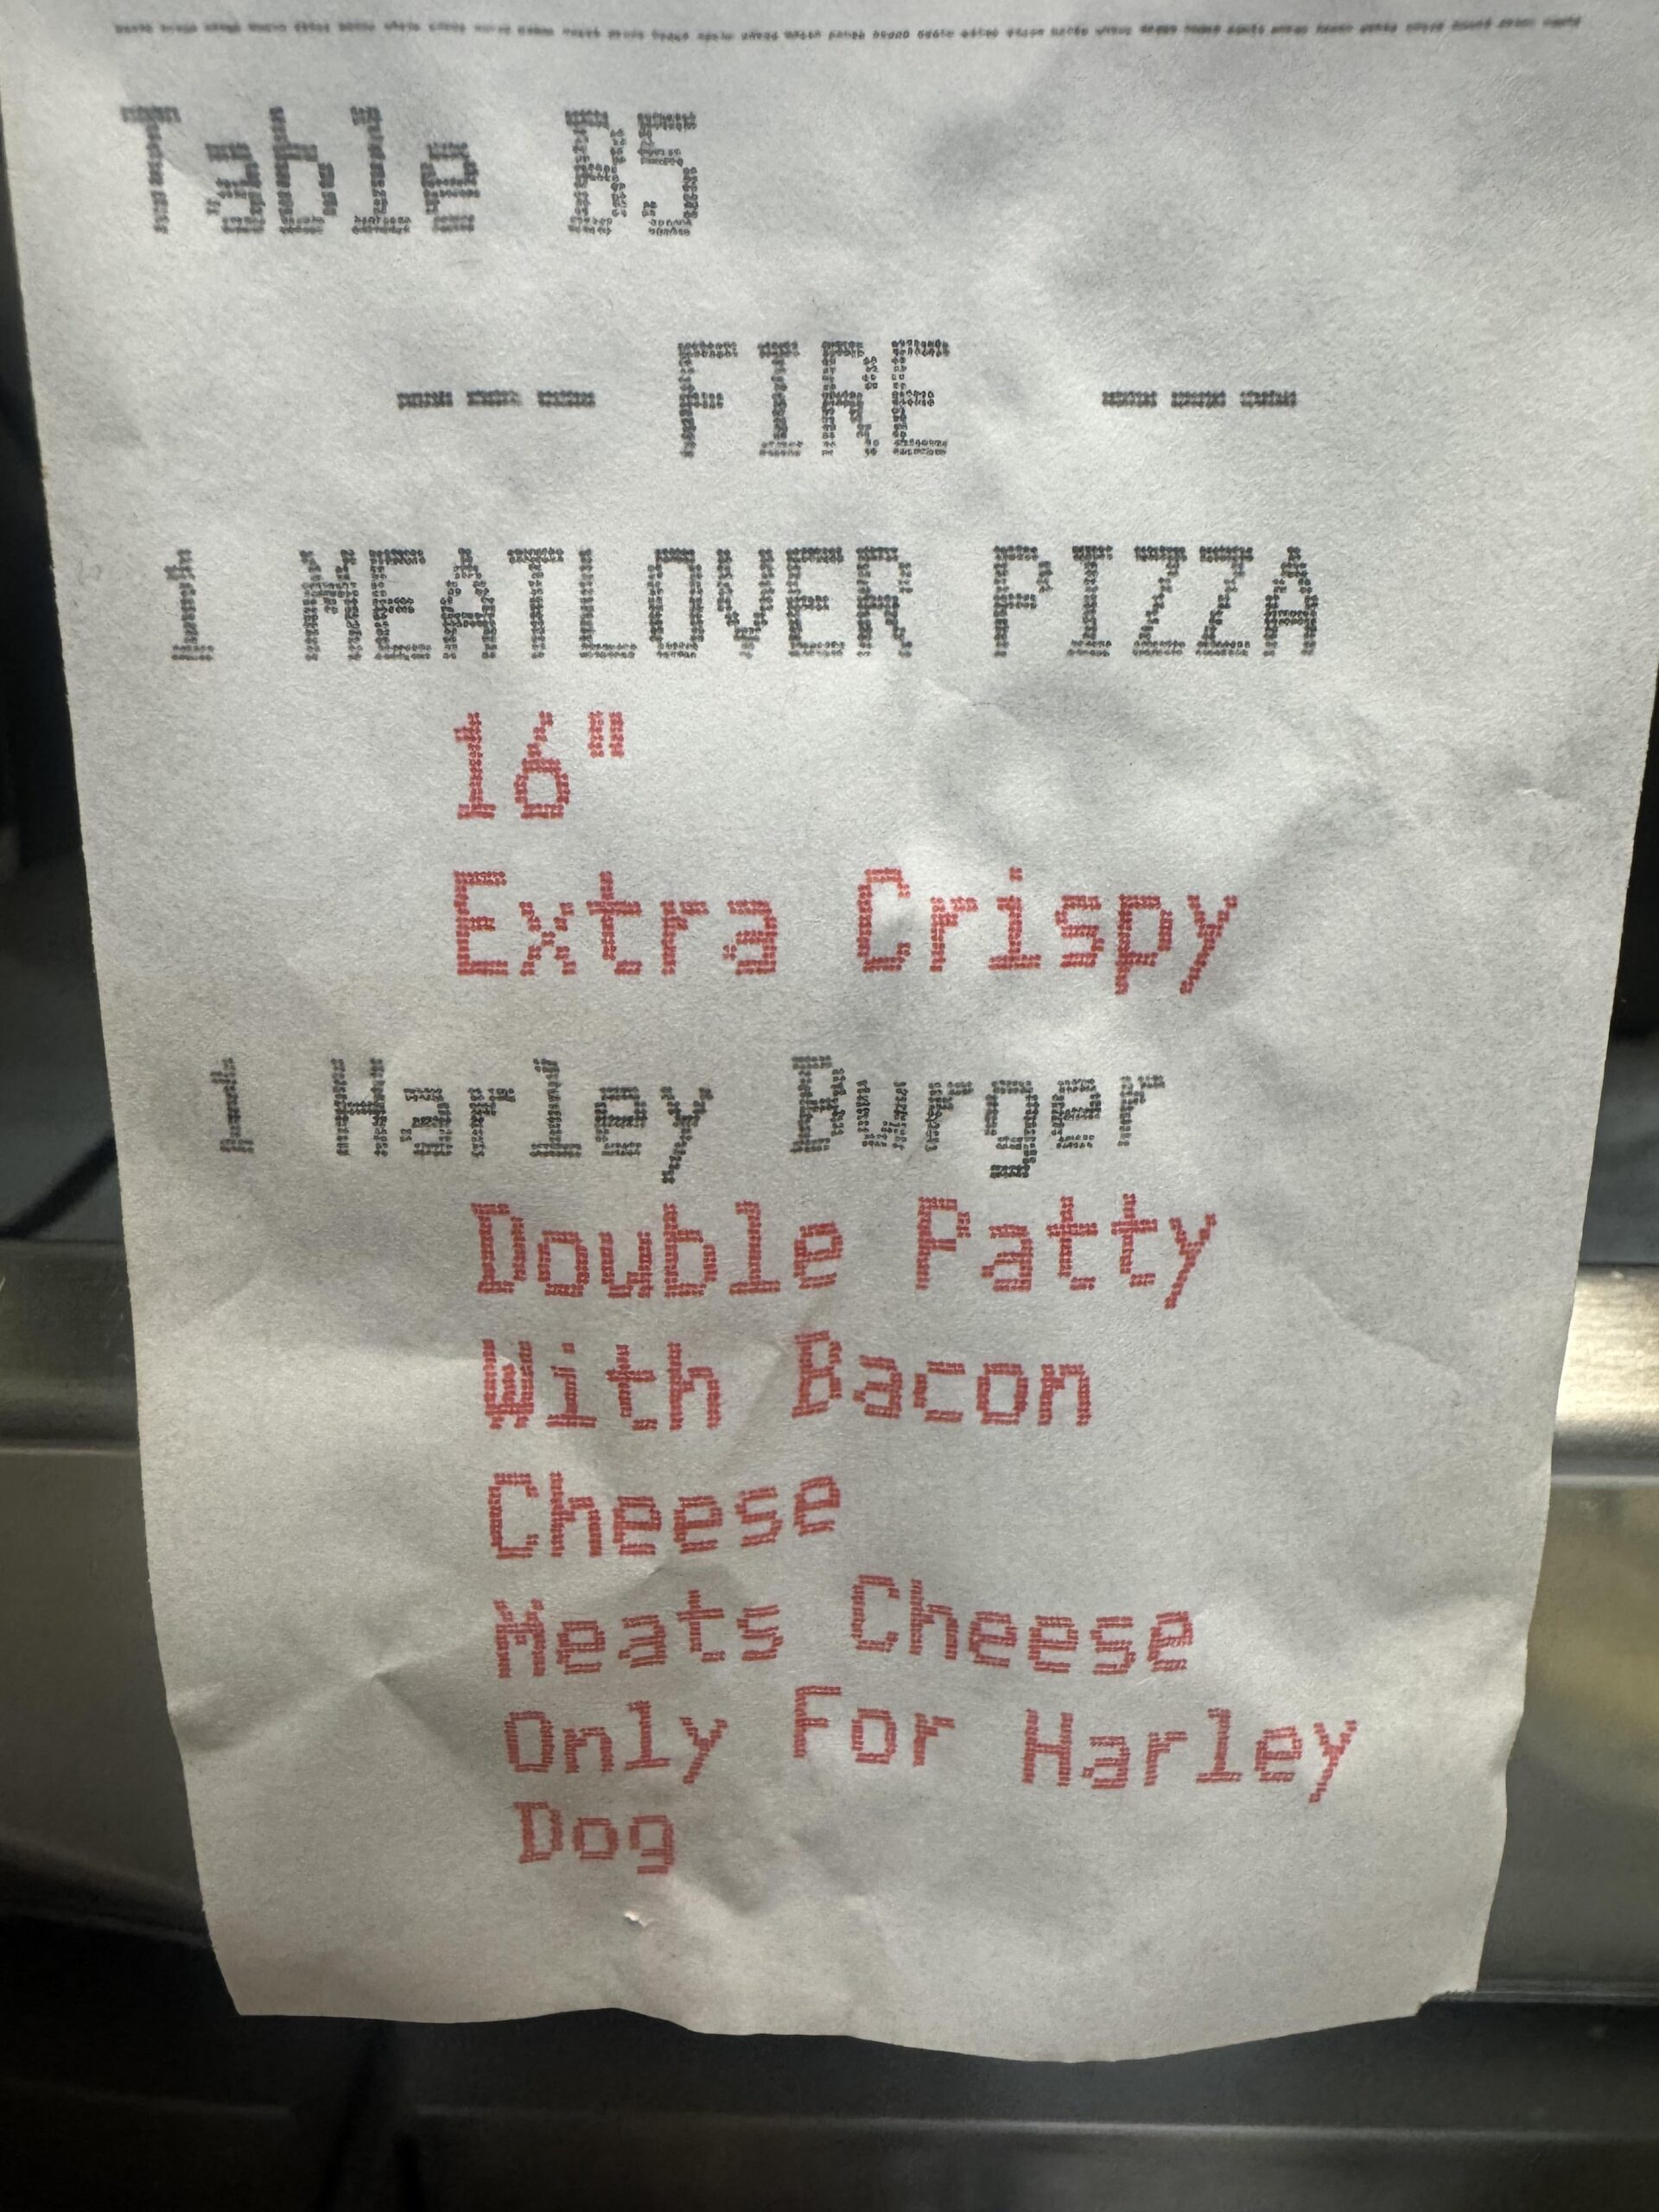 Table R5
--- FIRE ---
1 MEATLOVER PIZZA
16"
Extra Crispy
1 Harley Burger
Double Patty
With Bacon
Cheese
Meats Cheese
Only For Harley
Dog